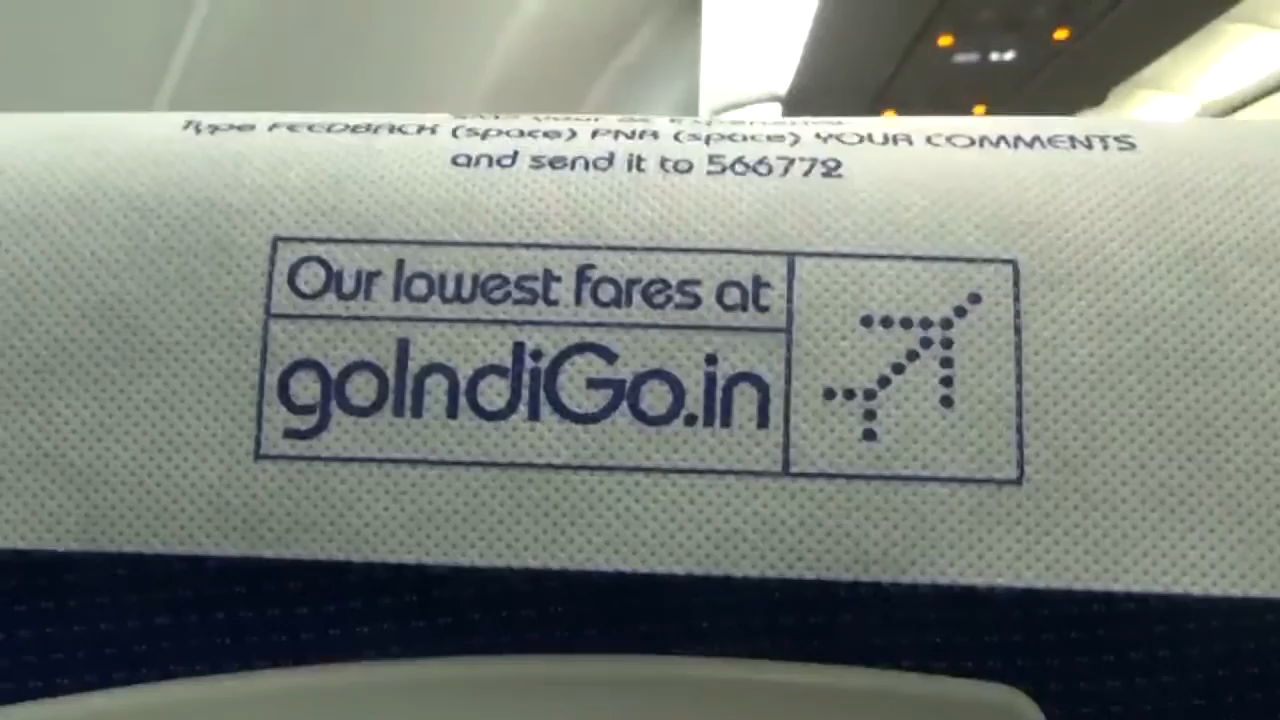 Type FEEDBACK (space) PNR (space) YOUR COMMENTS
and send it to 566772
Our lowest fares at
goIndiGo.in